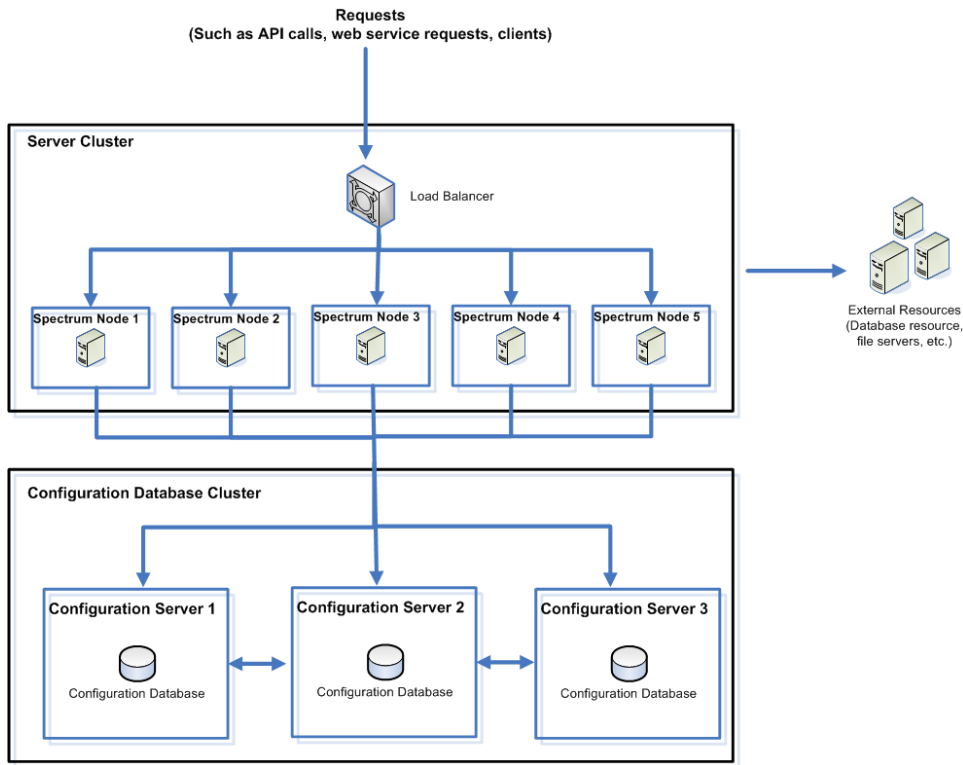 Requests
(Such as API calls, web service requests, clients)
Server Cluster
Load Balancer
Spectrum Node 1
Spectrum Node 2
Spectrum Node 3
Spectrum Node 4
Spectrum Node 5
External Resources
(Database resource,
file servers, etc.)
Configuration Database Cluster
Configuration Server 1
Configuration Database
Configuration Server 2
Configuration Database
Configuration Server 3
Configuration Database